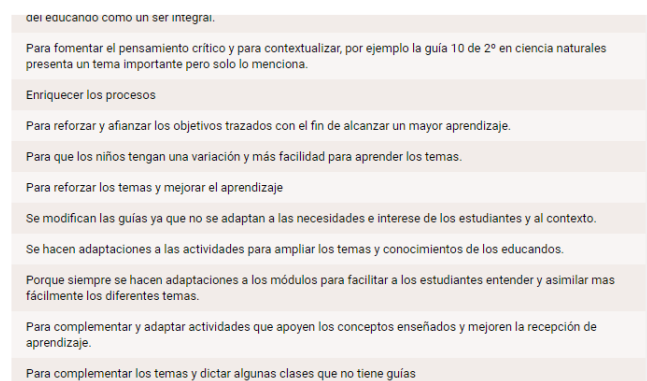 del educando como un ser integral.
Para fomentar el pensamiento crítico y para contextualizar, por ejemplo la guía 10 de 2º en ciencia naturales
presenta un tema importante pero solo lo menciona.
Enriquecer los procesos
Para reforzar y afianzar los objetivos trazados con el fin de alcanzar un mayor aprendizaje.
Para que los niños tengan una variación y más facilidad para aprender los temas.
Para reforzar los temas y mejorar el aprendizaje
Se modifican las guías ya que no se adaptan a las necesidades e interese de los estudiantes y al contexto.
Se hacen adaptaciones a las actividades para ampliar los temas y conocimientos de los educandos.
Porque siempre se hacen adaptaciones a los módulos para facilitar a los estudiantes entender y asimilar mas
fácilmente los diferentes temas.
Para complementar y adaptar actividades que apoyen los conceptos enseñados y mejoren la recepción de
aprendizaje.
Para complementar los temas y dictar algunas clases que no tiene guías